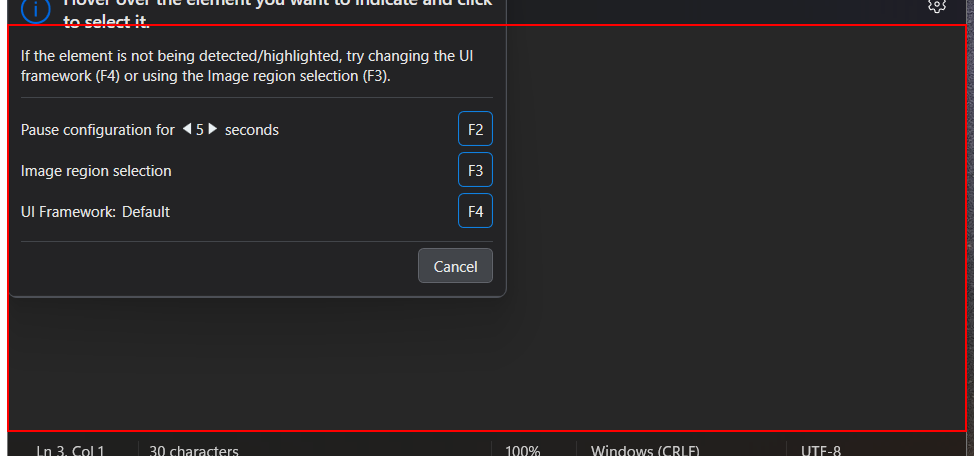 Hover over the element you want to indicate and click
to select it.
If the element is not being detected/highlighted, try changing the UI
framework (F4) or using the Image region selection (F3).
Pause configuration for 5 seconds
F2
Image region selection
F3
UI Framework: Default
F4
Cancel
Ln 3, Col 1
30 characters
100%
Windows (CRLF)
UTF-8